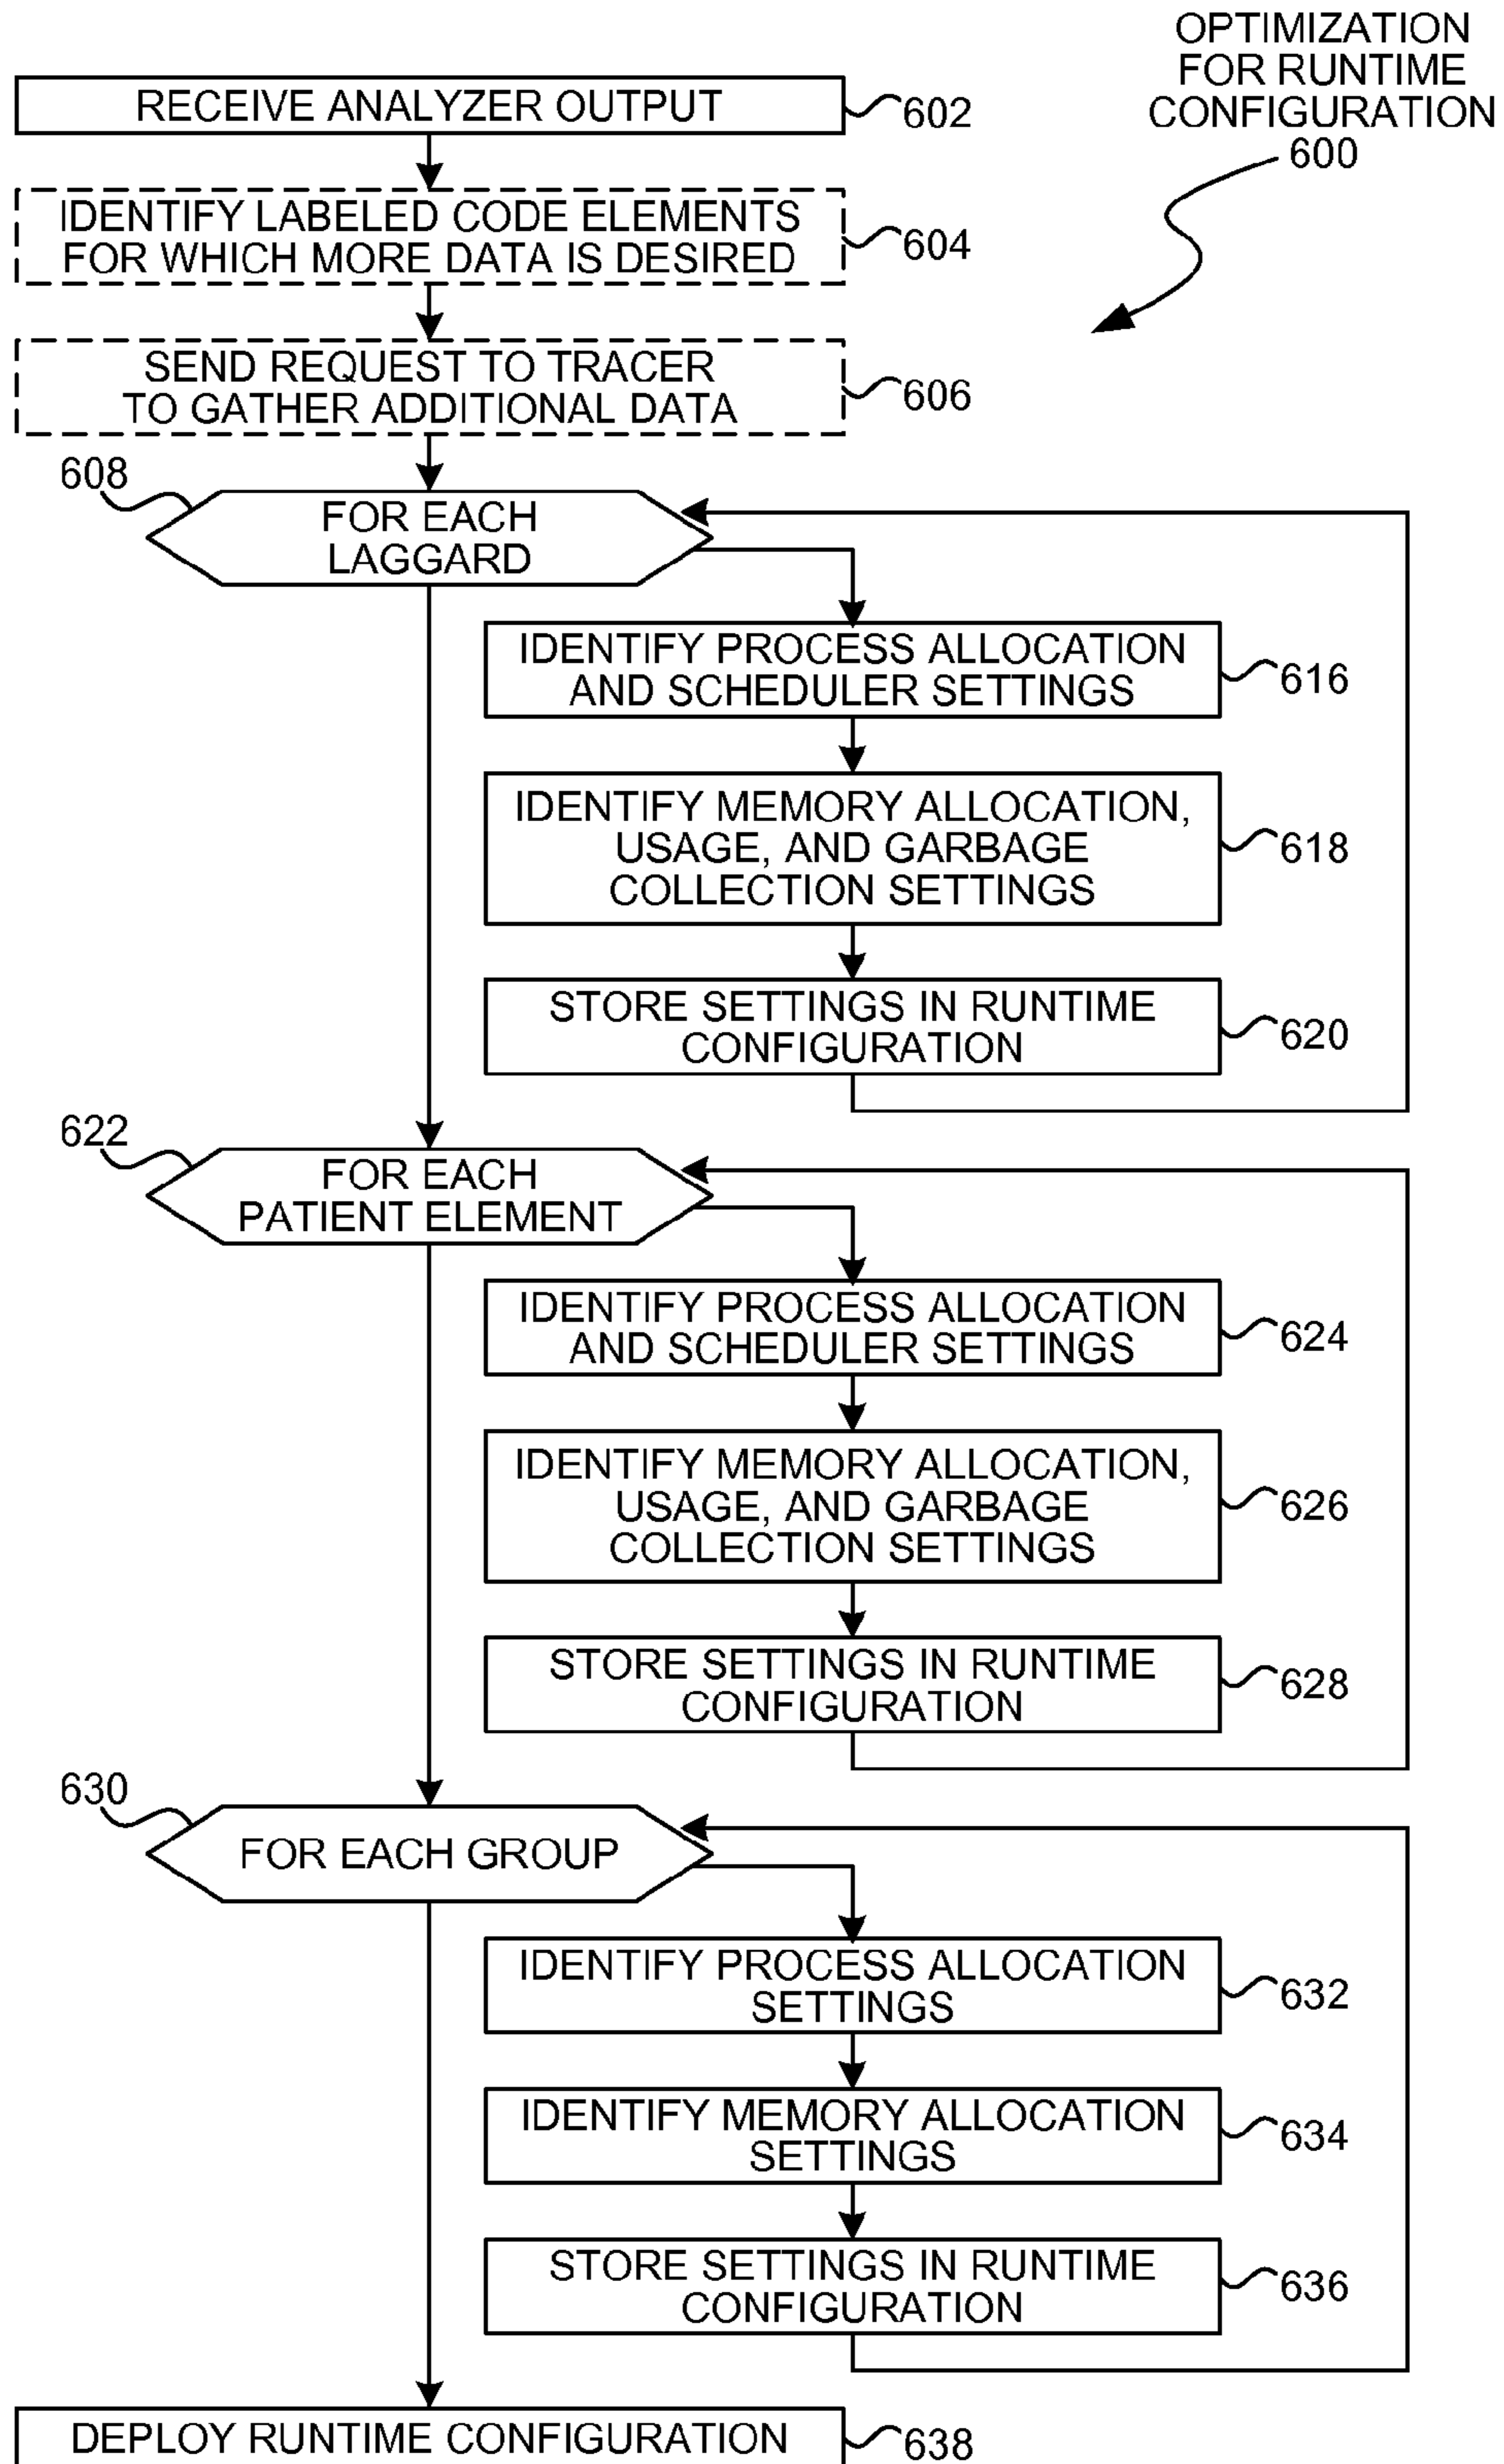 OPTIMIZATION
FOR RUNTIME
CONFIGURATION
600
RECEIVE ANALYZER OUTPUT
602
IDENTIFY LABELED CODE ELEMENTS
FOR WHICH MORE DATA IS DESIRED
604
SEND REQUEST TO TRACER
TO GATHER ADDITIONAL DATA
606
608
FOR EACH
LAGGARD
IDENTIFY PROCESS ALLOCATION
AND SCHEDULER SETTINGS
616
IDENTIFY MEMORY ALLOCATION,
USAGE, AND GARBAGE
COLLECTION SETTINGS
618
STORE SETTINGS IN RUNTIME
CONFIGURATION
620
622
FOR EACH
PATIENT ELEMENT
IDENTIFY PROCESS ALLOCATION
AND SCHEDULER SETTINGS
624
IDENTIFY MEMORY ALLOCATION,
USAGE, AND GARBAGE
COLLECTION SETTINGS
626
STORE SETTINGS IN RUNTIME
CONFIGURATION
628
630
FOR EACH GROUP
IDENTIFY PROCESS ALLOCATION
SETTINGS
632
IDENTIFY MEMORY ALLOCATION
SETTINGS
634
STORE SETTINGS IN RUNTIME
CONFIGURATION
636
DEPLOY RUNTIME CONFIGURATION
638